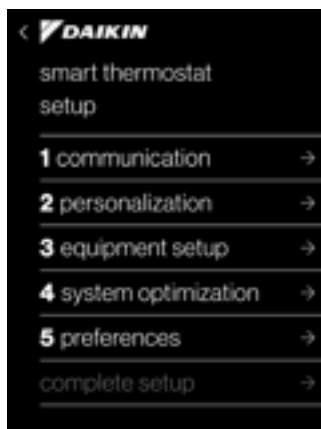 DAIKIN
smart thermostat
setup
1 communication
2 personalization
3 equipment setup
4 system optimization
5 preferences
complete setup